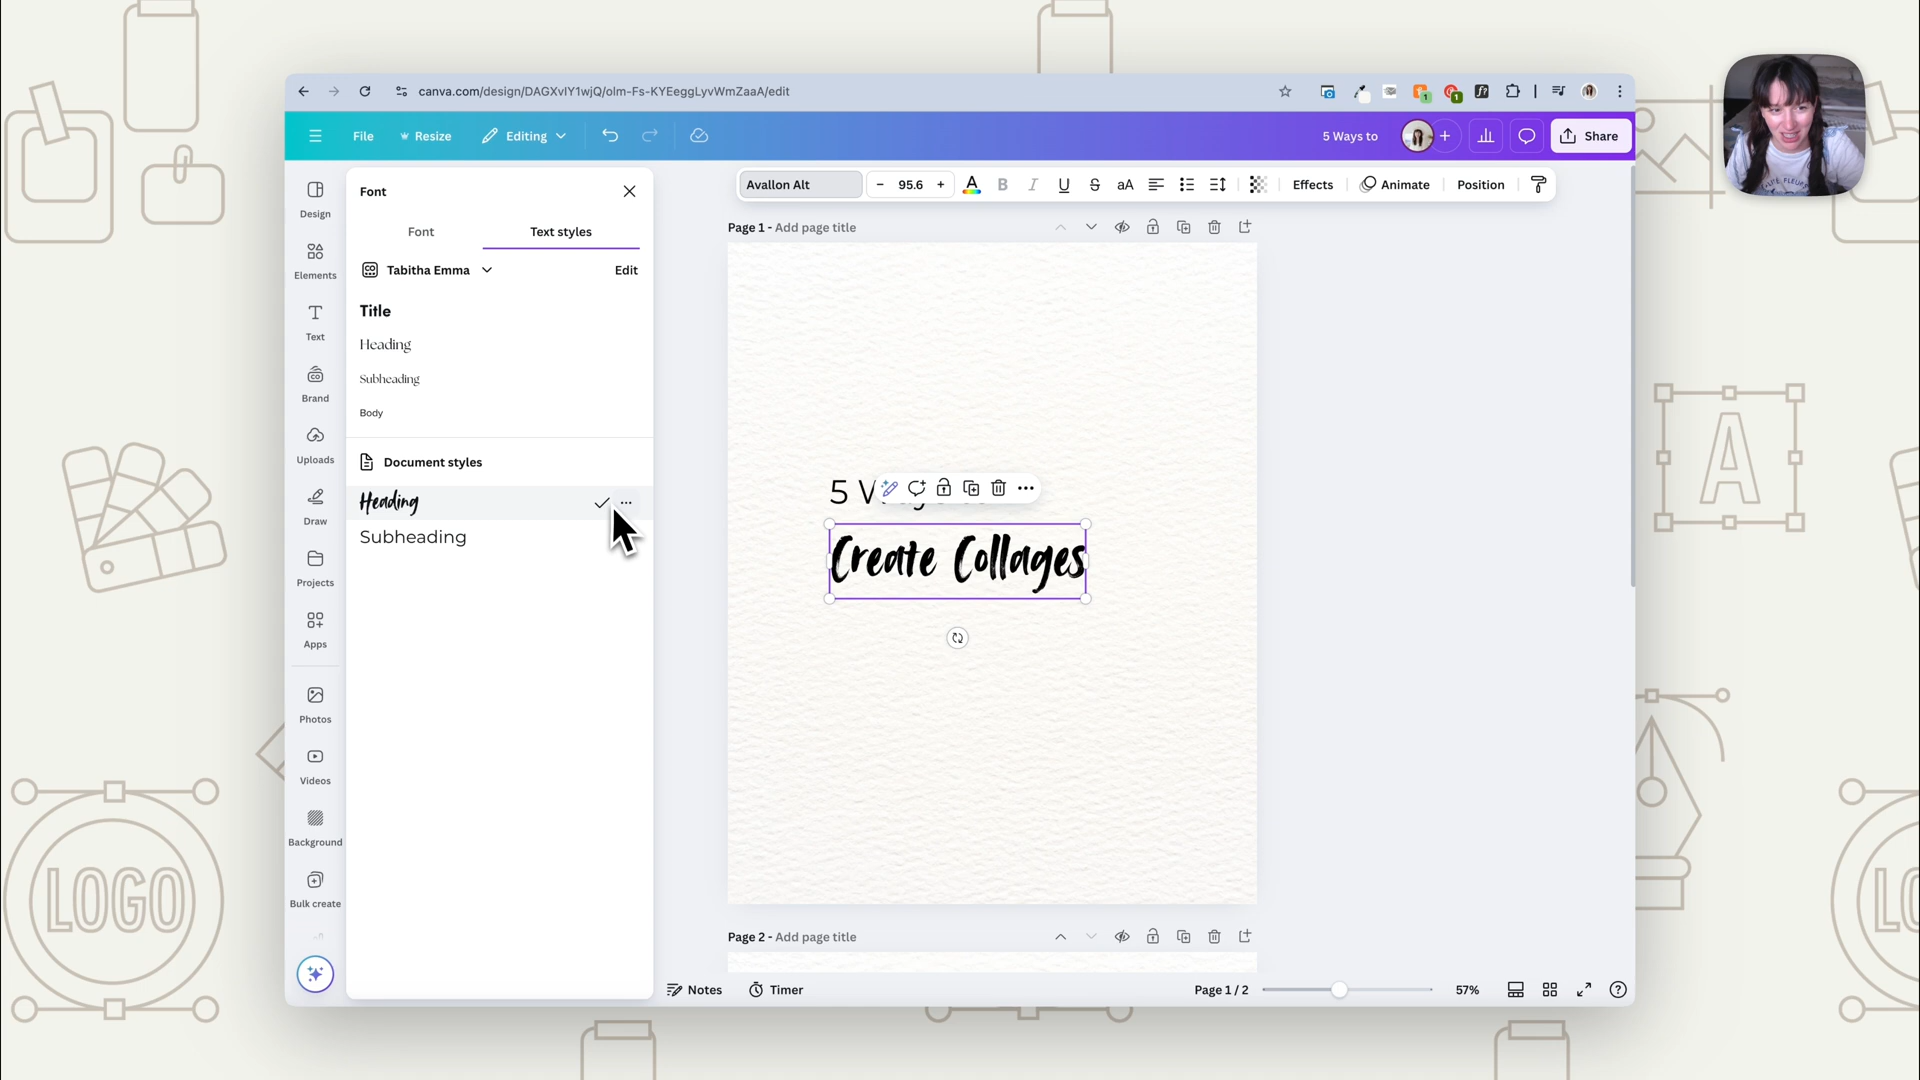 canva.com/design/DAGXvIY1wjQ/olm-Fs-KYEeggLyvWmZaaA/edit
File
Resize
Editing
5 Ways to
Share
Font
Font
Text styles
Tabitha Emma
Edit
Title
Heading
Subheading
Body
Document styles
Heading
Subheading
Design
Elements
Text
Brand
Uploads
Draw
Projects
Apps
Photos
Videos
Background
Bulk create
Avallon Alt
95.6
Effects
Animate
Position
Page 1 - Add page title
5
Create Collages
Page 2 - Add page title
Notes
Timer
Page 1 / 2
57%
LOGO
A